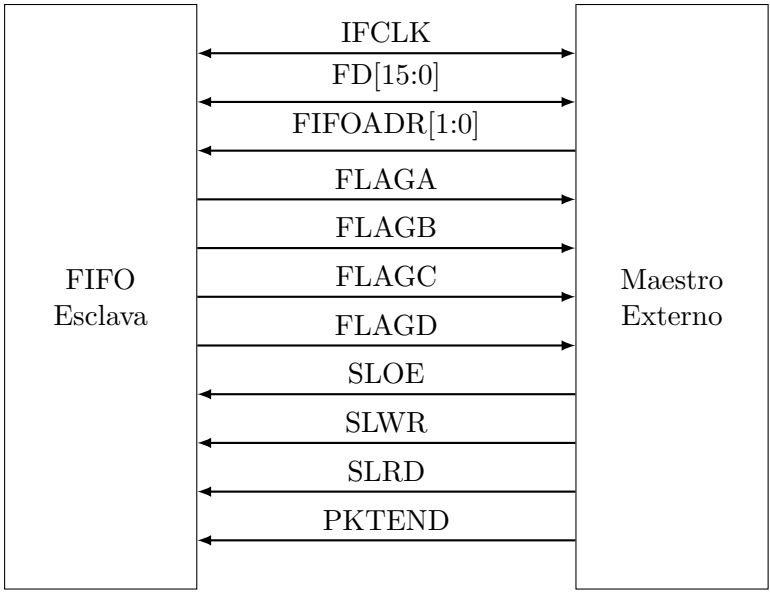 IFCLK
FD[15:0]
FIFOADR[1:0]
FLAGA
FLAGB
FLAGC
FLAGD
SLOE
SLWR
SLRD
PKTEND
FIFO
Esclava
Maestro
Externo